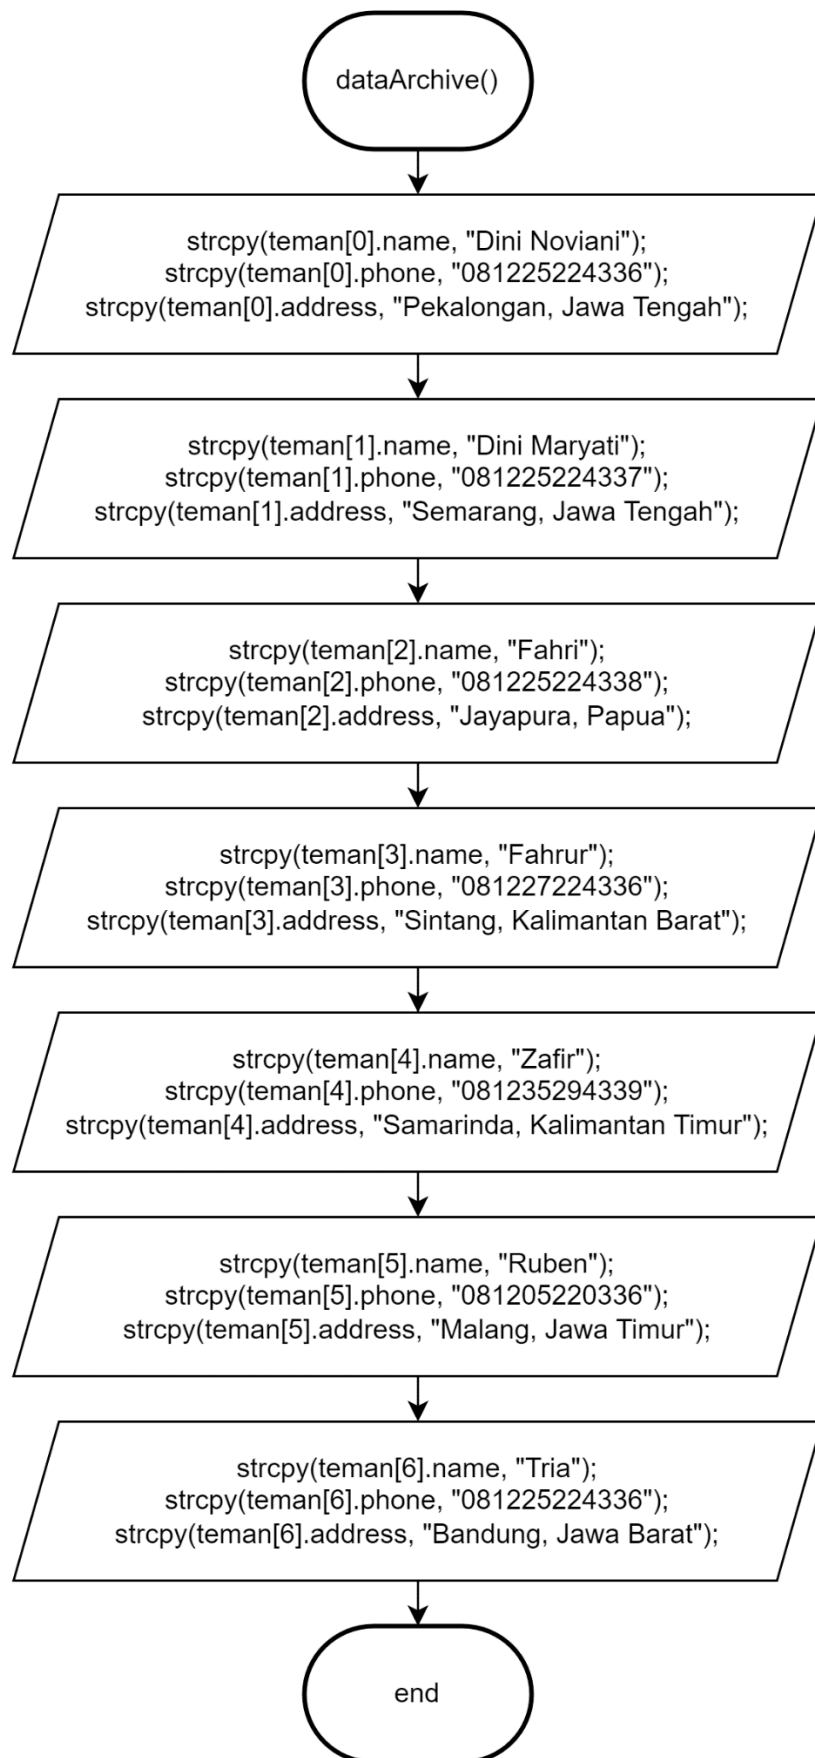 dataArchive()
strcpy(teman[0].name, "Dini Noviani");
strcpy(teman[0].phone, "081225224336");
strcpy(teman[0].address, "Pekalongan, Jawa Tengah");
strcpy(teman[1].name, "Dini Maryati");
strcpy(teman[1].phone, "081225224337");
strcpy(teman[1].address, "Semarang, Jawa Tengah");
strcpy(teman[2].name, "Fahri");
strcpy(teman[2].phone, "081225224338");
strcpy(teman[2].address, "Jayapura, Papua");
strcpy(teman[3].name, "Fahrur");
strcpy(teman[3].phone, "081227224336");
strcpy(teman[3].address, "Sintang, Kalimantan Barat");
strcpy(teman[4].name, "Zafir");
strcpy(teman[4].phone, "081235294339");
strcpy(teman[4].address, "Samarinda, Kalimantan Timur");
strcpy(teman[5].name, "Ruben");
strcpy(teman[5].phone, "081205220336");
strcpy(teman[5].address, "Malang, Jawa Timur");
strcpy(teman[6].name, "Tria");
strcpy(teman[6].phone, "081225224336");
strcpy(teman[6].address, "Bandung, Jawa Barat");
end